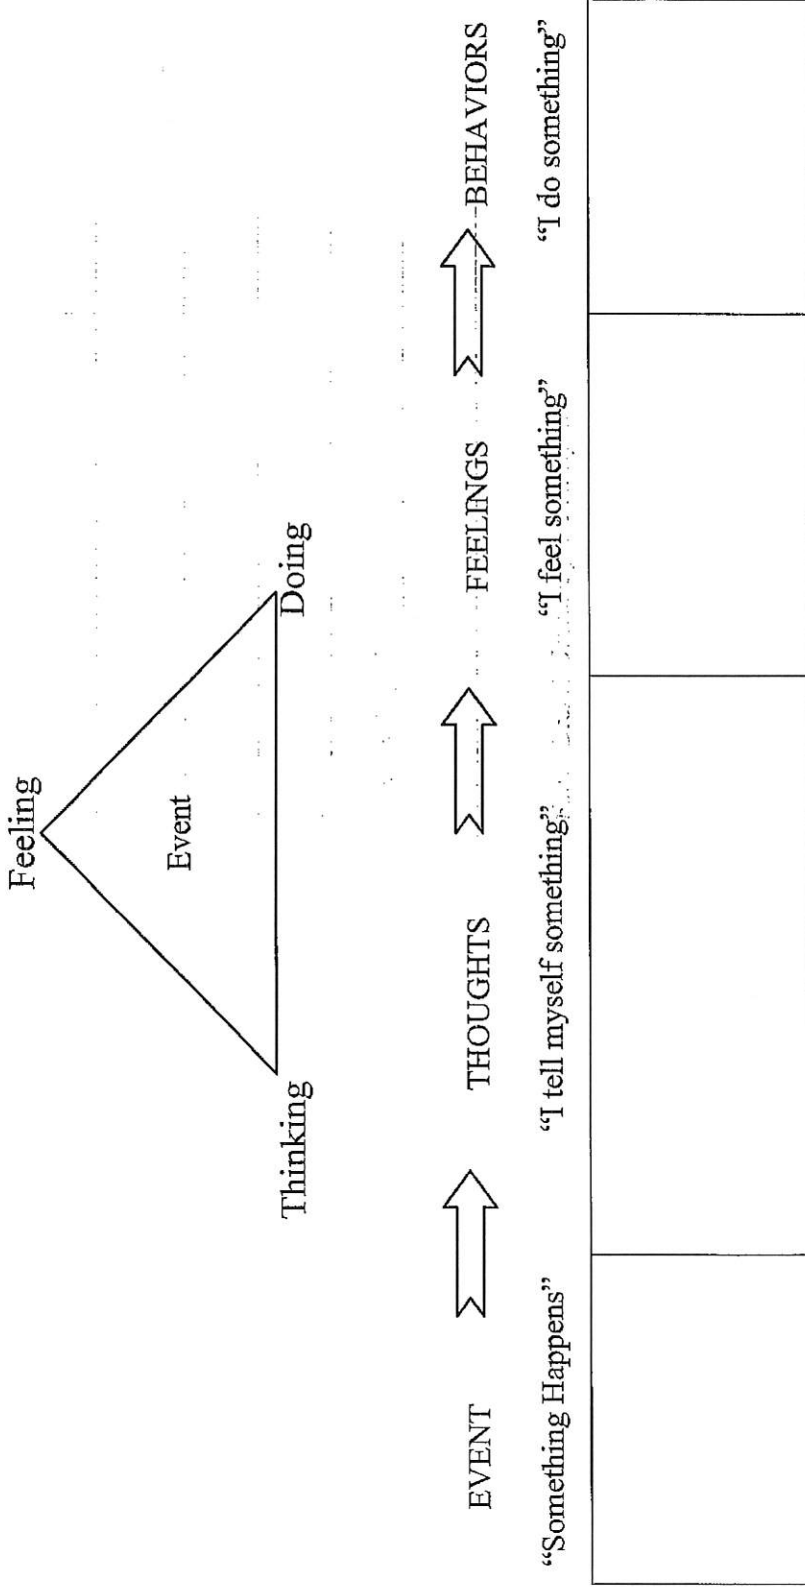 Feeling
Event
Thinking Doing
EVENT THOUGHTS FEELINGS BEHAVIORS
“Something Happens” “I tell myself something” “I feel something” “I do something”